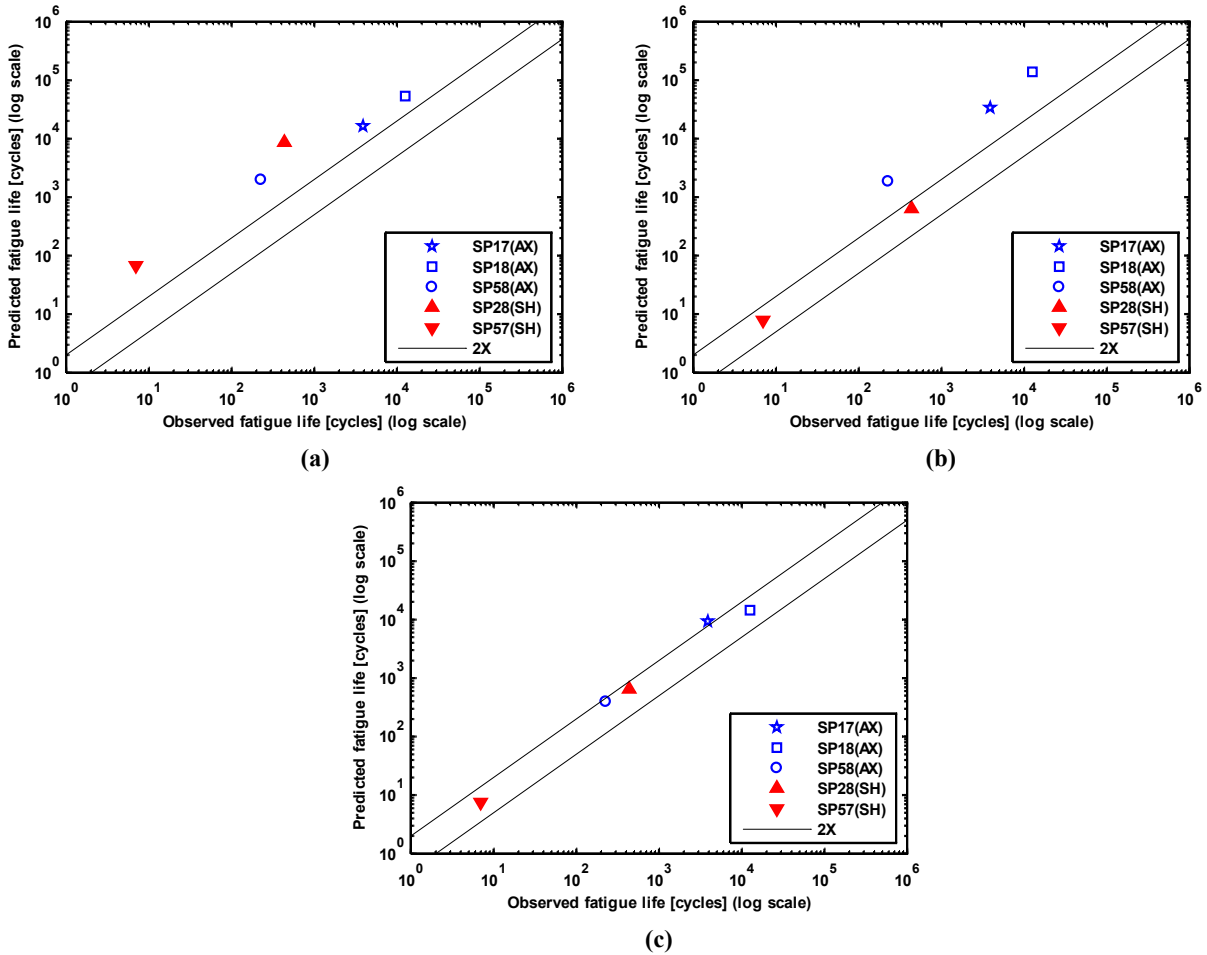 10^6
10^5
10^4
10^3
10^2
10^1
10^0
Predicted fatigue life [cycles] (log scale)
SP17(AX)
SP18(AX)
SP58(AX)
SP28(SH)
SP57(SH)
2X
10^0 10^1 10^2 10^3 10^4 10^5 10^6
Observed fatigue life [cycles] (log scale)
(a)
10^6
10^5
10^4
10^3
10^2
10^1
10^0
Predicted fatigue life [cycles] (log scale)
SP17(AX)
SP18(AX)
SP58(AX)
SP28(SH)
SP57(SH)
2X
10^0 10^1 10^2 10^3 10^4 10^5 10^6
Observed fatigue life [cycles] (log scale)
(b)
10^6
10^5
10^4
10^3
10^2
10^1
10^0
Predicted fatigue life [cycles] (log scale)
SP17(AX)
SP18(AX)
SP58(AX)
SP28(SH)
SP57(SH)
2X
10^0 10^1 10^2 10^3 10^4 10^5 10^6
Observed fatigue life [cycles] (log scale)
(c)